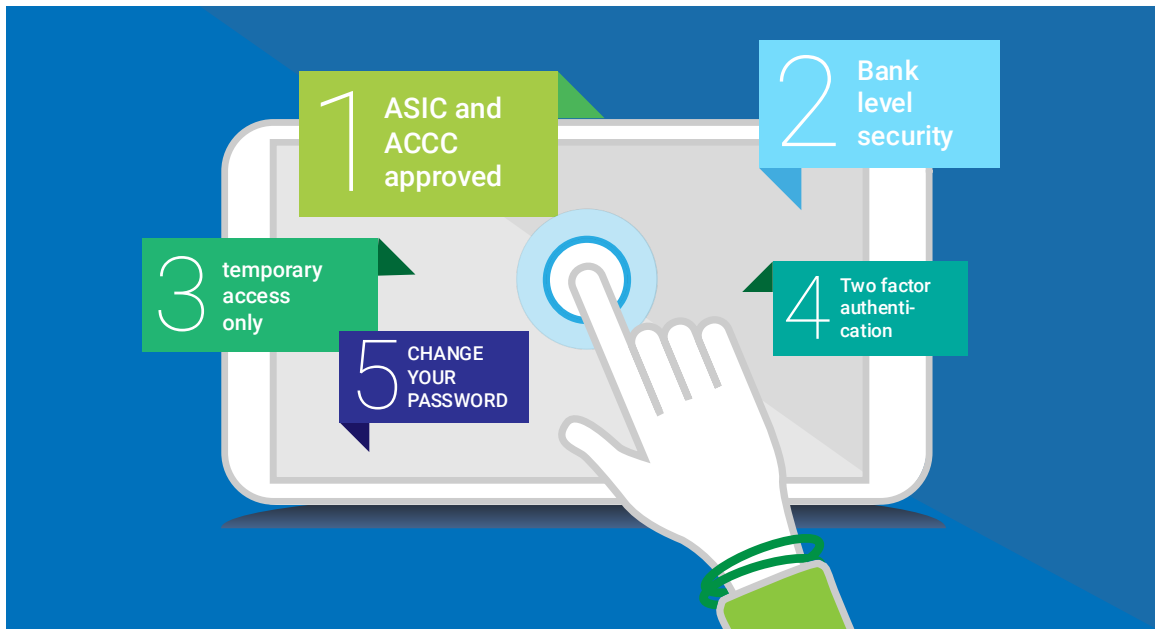 1
ASIC and
ACCC
approved
2
Bank
level
security
3
temporary
access
only
4
Two factor
authenti-
cation
5
CHANGE
YOUR
PASSWORD